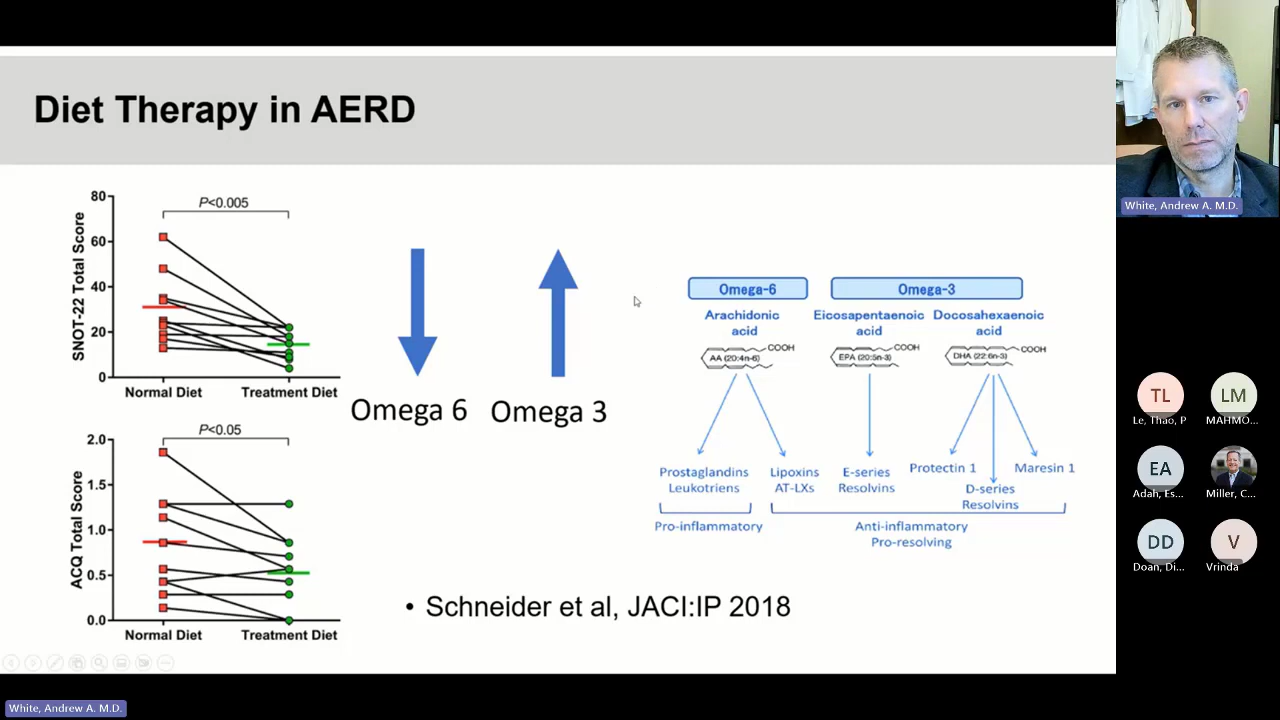 Diet Therapy in AERD
80
60
40
20
0
SNOT-22 Total Score
P<0.005
Normal Diet
Treatment Diet
2.0
1.5
1.0
0.5
0.0
ACQ Total Score
P<0.05
Normal Diet
Treatment Diet
Omega 6
Omega 3
Omega-6
Omega-3
Arachidonic
acid
Eicosapentaenoic
acid
Docosahexaenoic
acid
COOH
AA (20:4n-6)
COOH
EPA (20:5n-3)
COOH
DHA (22:6n-3)
Prostaglandins
Leukotriens
Lipoxins
AT-LXs
E-series
Resolvins
Protectin 1
D-series
Resolvins
Maresin 1
Pro-inflammatory
Anti-inflammatory
Pro-resolving
• Schneider et al, JACI:IP 2018
White, Andrew A. M.D.
TL
Le, Thao, P
LM
MAHMO...
EA
Adah, Es...
Miller, C...
DD
Doan, Di...
V
Vrinda
White, Andrew A. M.D.